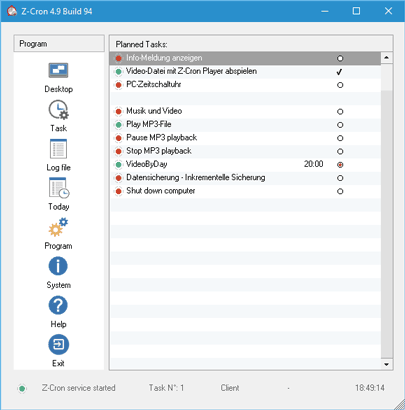 Z-Cron 4.9 Build 94
Program
Planned Tasks:
Desktop
Task
Log file
Today
Program
System
Help
Exit
Info-Meldung anzeigen
Video-Datei mit Z-Cron Player abspielen
PC-Zeitschaltuhr
Musik und Video
Play MP3-File
Pause MP3 playback
Stop MP3 playback
VideoByDay 20:00
Datensicherung - Inkrementelle Sicherung
Shut down computer
Z-Cron service started Task N°: 1 Client - 18:49:14